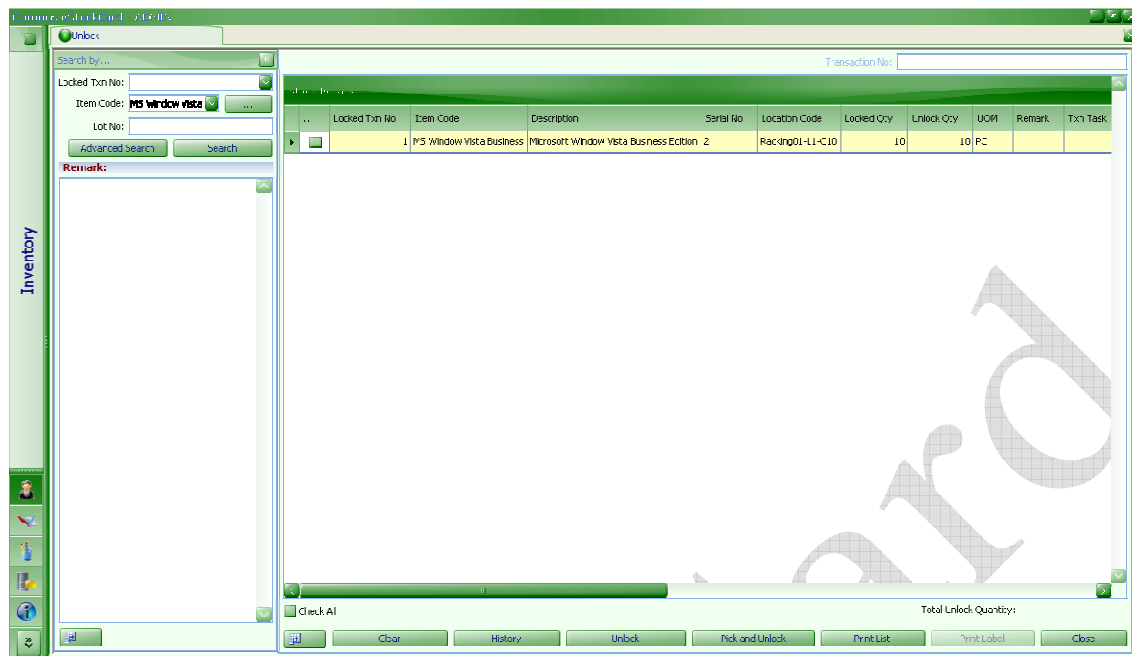 Unlock
Search by...
Transaction No:
Locked Txn No:
Item Code: MS Window Vista ...
Lot No:
Advanced Search Search
Remark:
.. Locked Txn No Item Code Description Serial No Location Code Locked Qty Unlock Qty UOM Remark Txn Task
1 MS Window Vista Business Microsoft Window Vista Business Edition 2 Racking01-L1-C10 10 10 PC
Inventory
ard
Check All
Total Unlock Quantity:
Clear History Unlock Pick and Unlock Print List Print Label Close